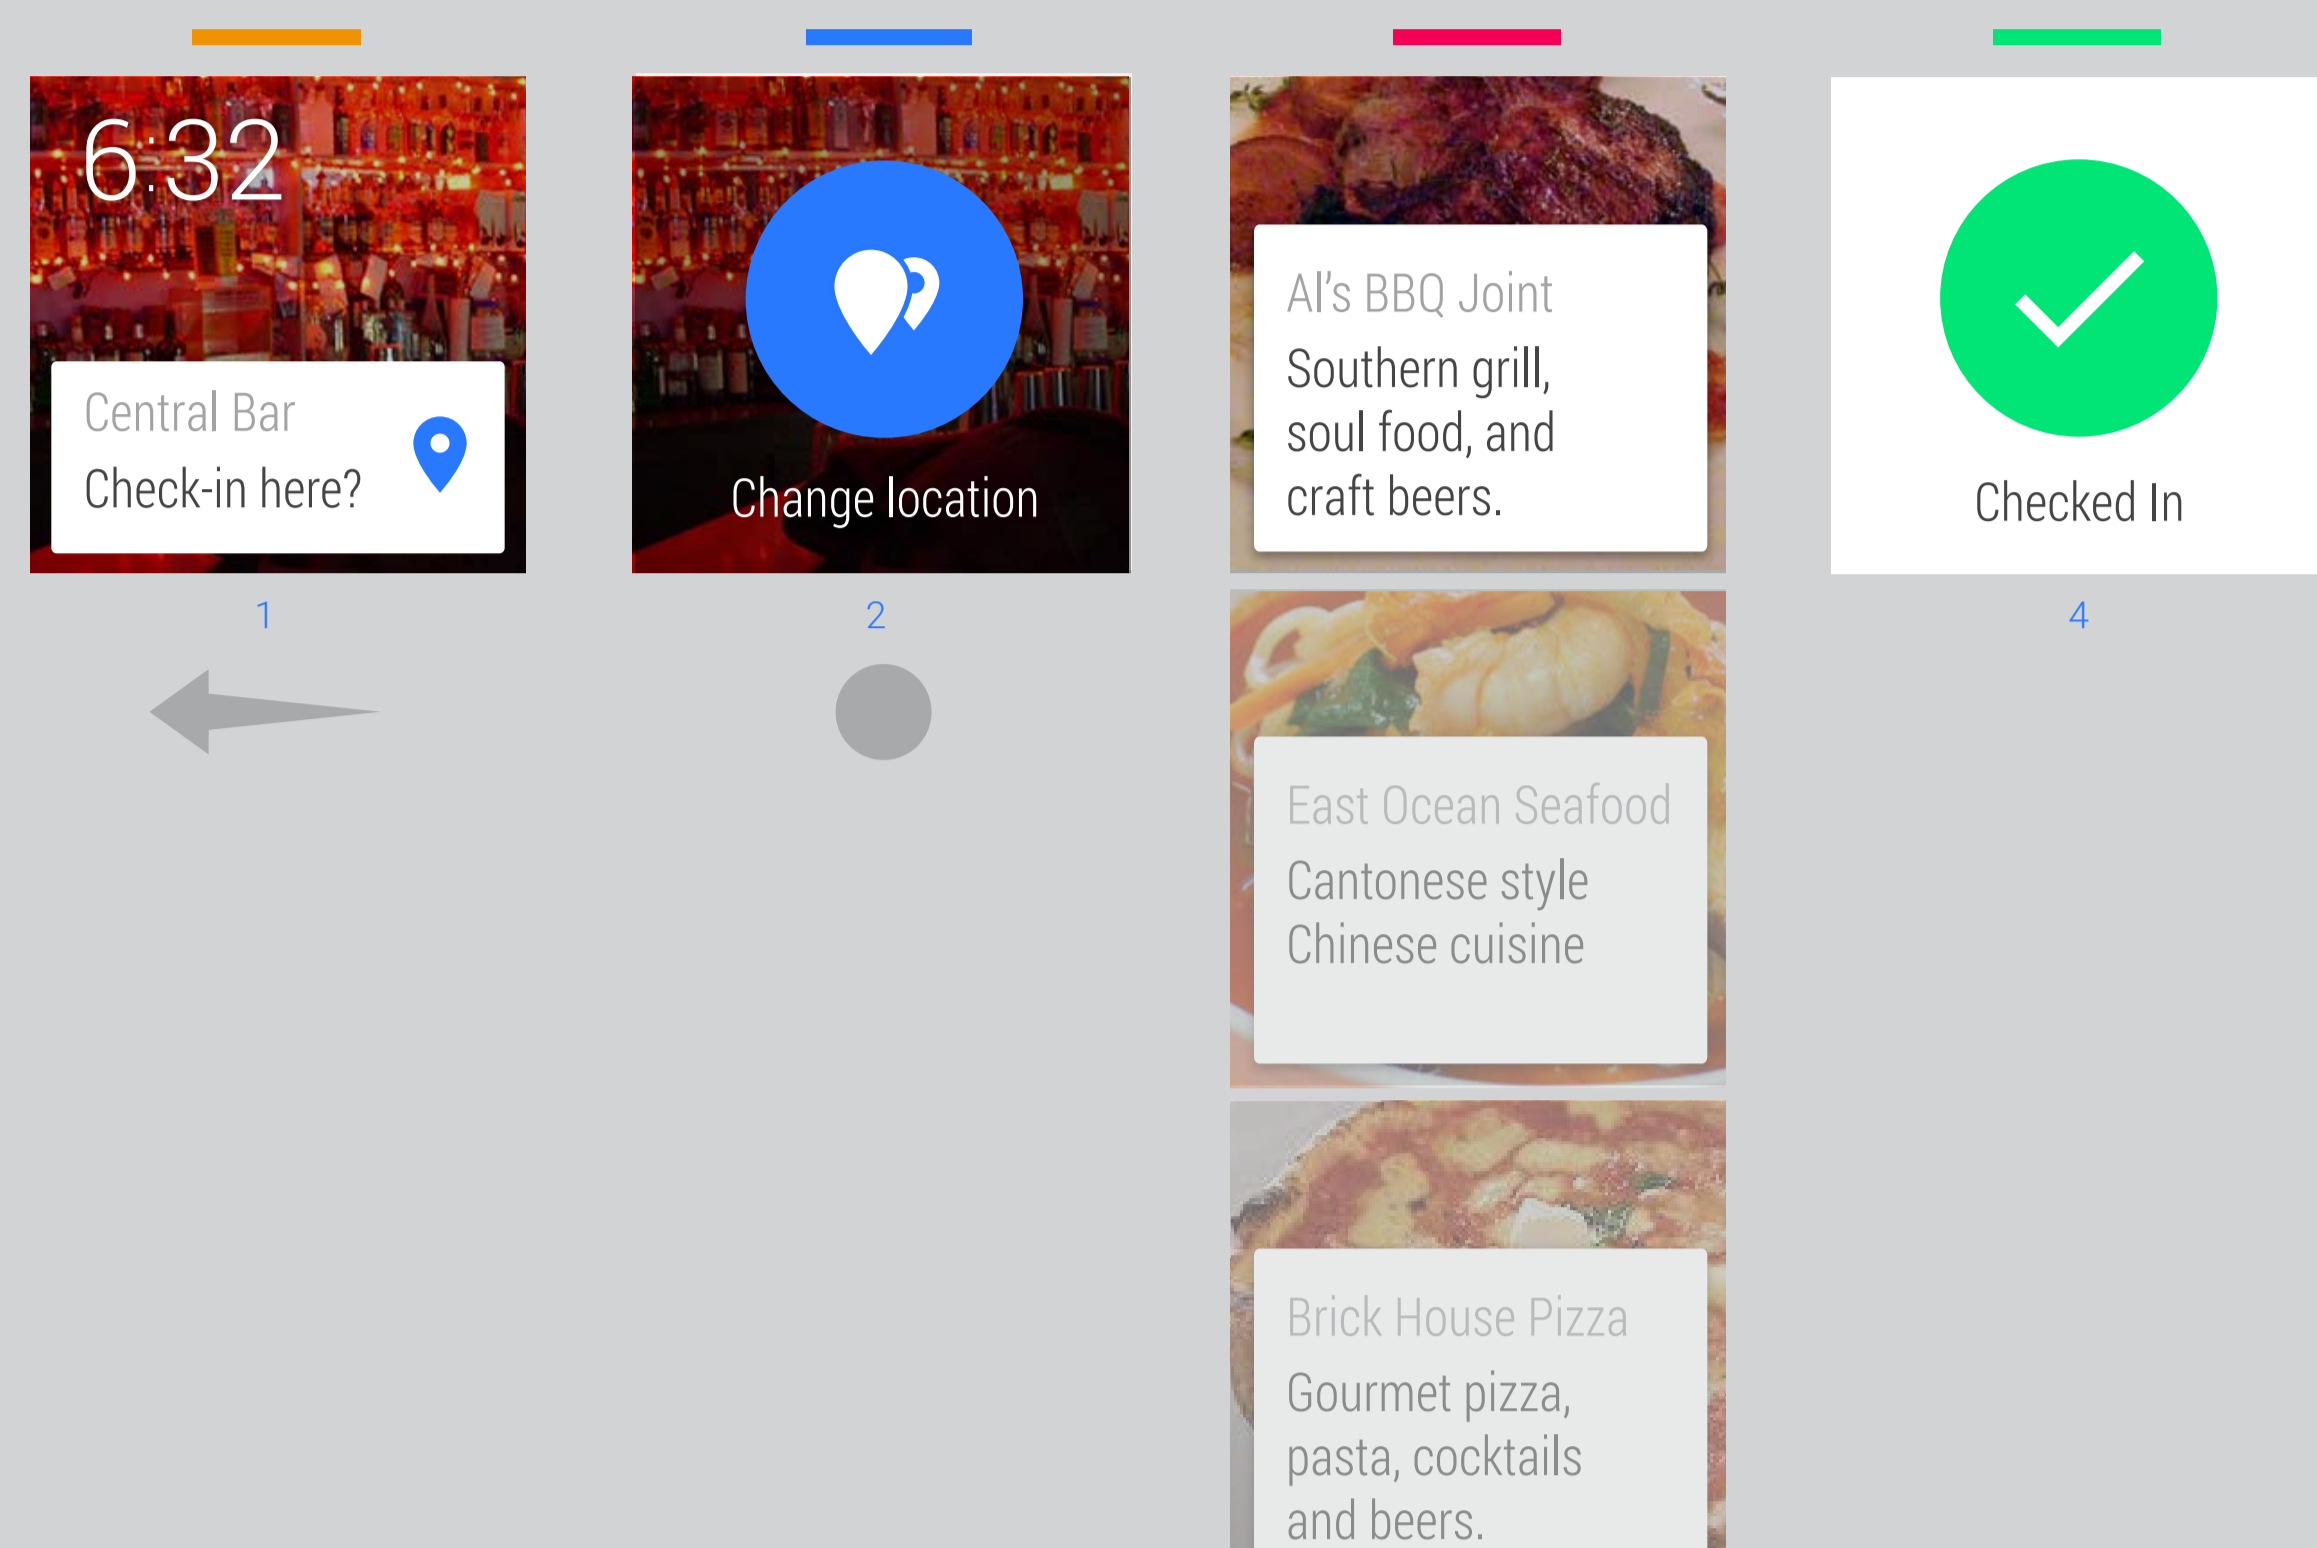 6:32
Central Bar
Check-in here?
1
Change location
2
Al's BBQ Joint
Southern grill,
soul food, and
craft beers.
East Ocean Seafood
Cantonese style
Chinese cuisine
Brick House Pizza
Gourmet pizza,
pasta, cocktails
and beers.
Checked In
4